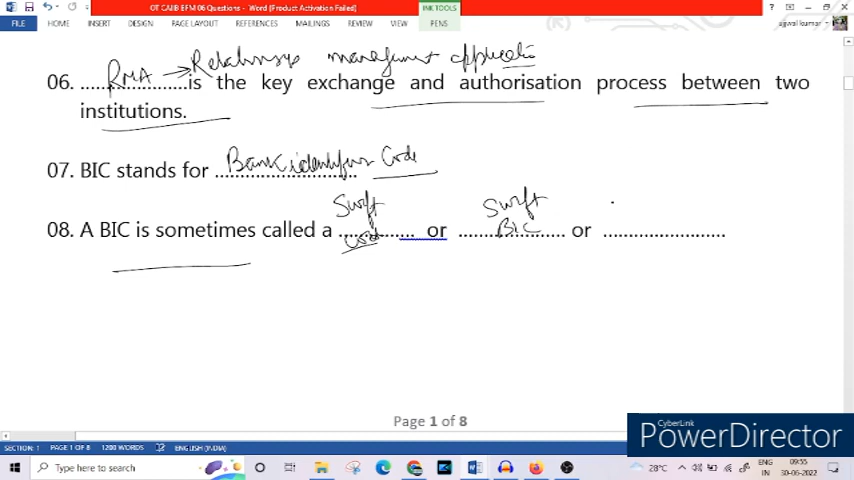 OT CAIIB BFM 06 Questions - Word (Product Activation Failed)
INK TOOLS
FILE HOME INSERT DESIGN PAGE LAYOUT REFERENCES MAILINGS REVIEW VIEW PENS
ujjwal kumar
RMA → Relationship management application
06. .....................is the key exchange and authorisation process between two
institutions.
07. BIC stands for Bank identifier Code
Swift Swift
08. A BIC is sometimes called a Code or BIC or .........................
Page 1 of 8
CyberLink
PowerDirector
SECTION: 1 PAGE 1 OF 8 1200 WORDS ENGLISH (INDIA)
Type here to search
28°C
ENG
IN
09:55
30-06-2022